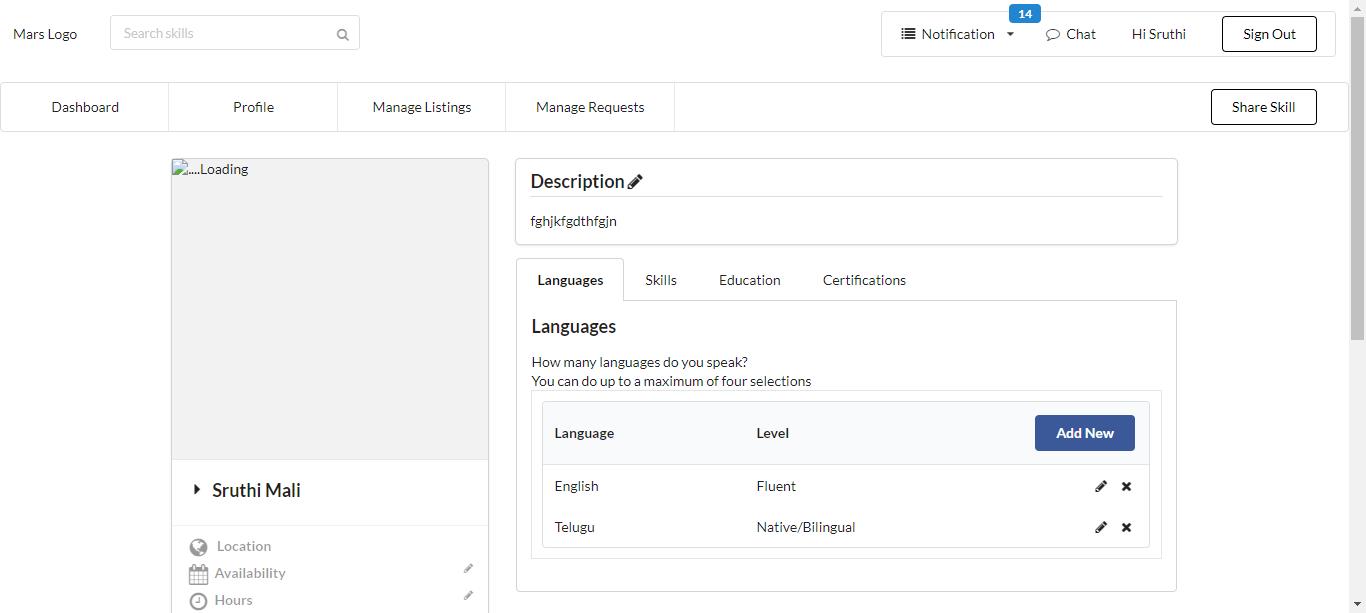 14
Mars Logo Search skills Notification Chat Hi Sruthi Sign Out
Dashboard Profile Manage Listings Manage Requests Share Skill
....Loading
Sruthi Mali
Location
Availability
Hours
Description
fghjkfgdthfgjn
Languages Skills Education Certifications
Languages
How many languages do you speak?
You can do up to a maximum of four selections
Language Level Add New
English Fluent
Telugu Native/Bilingual